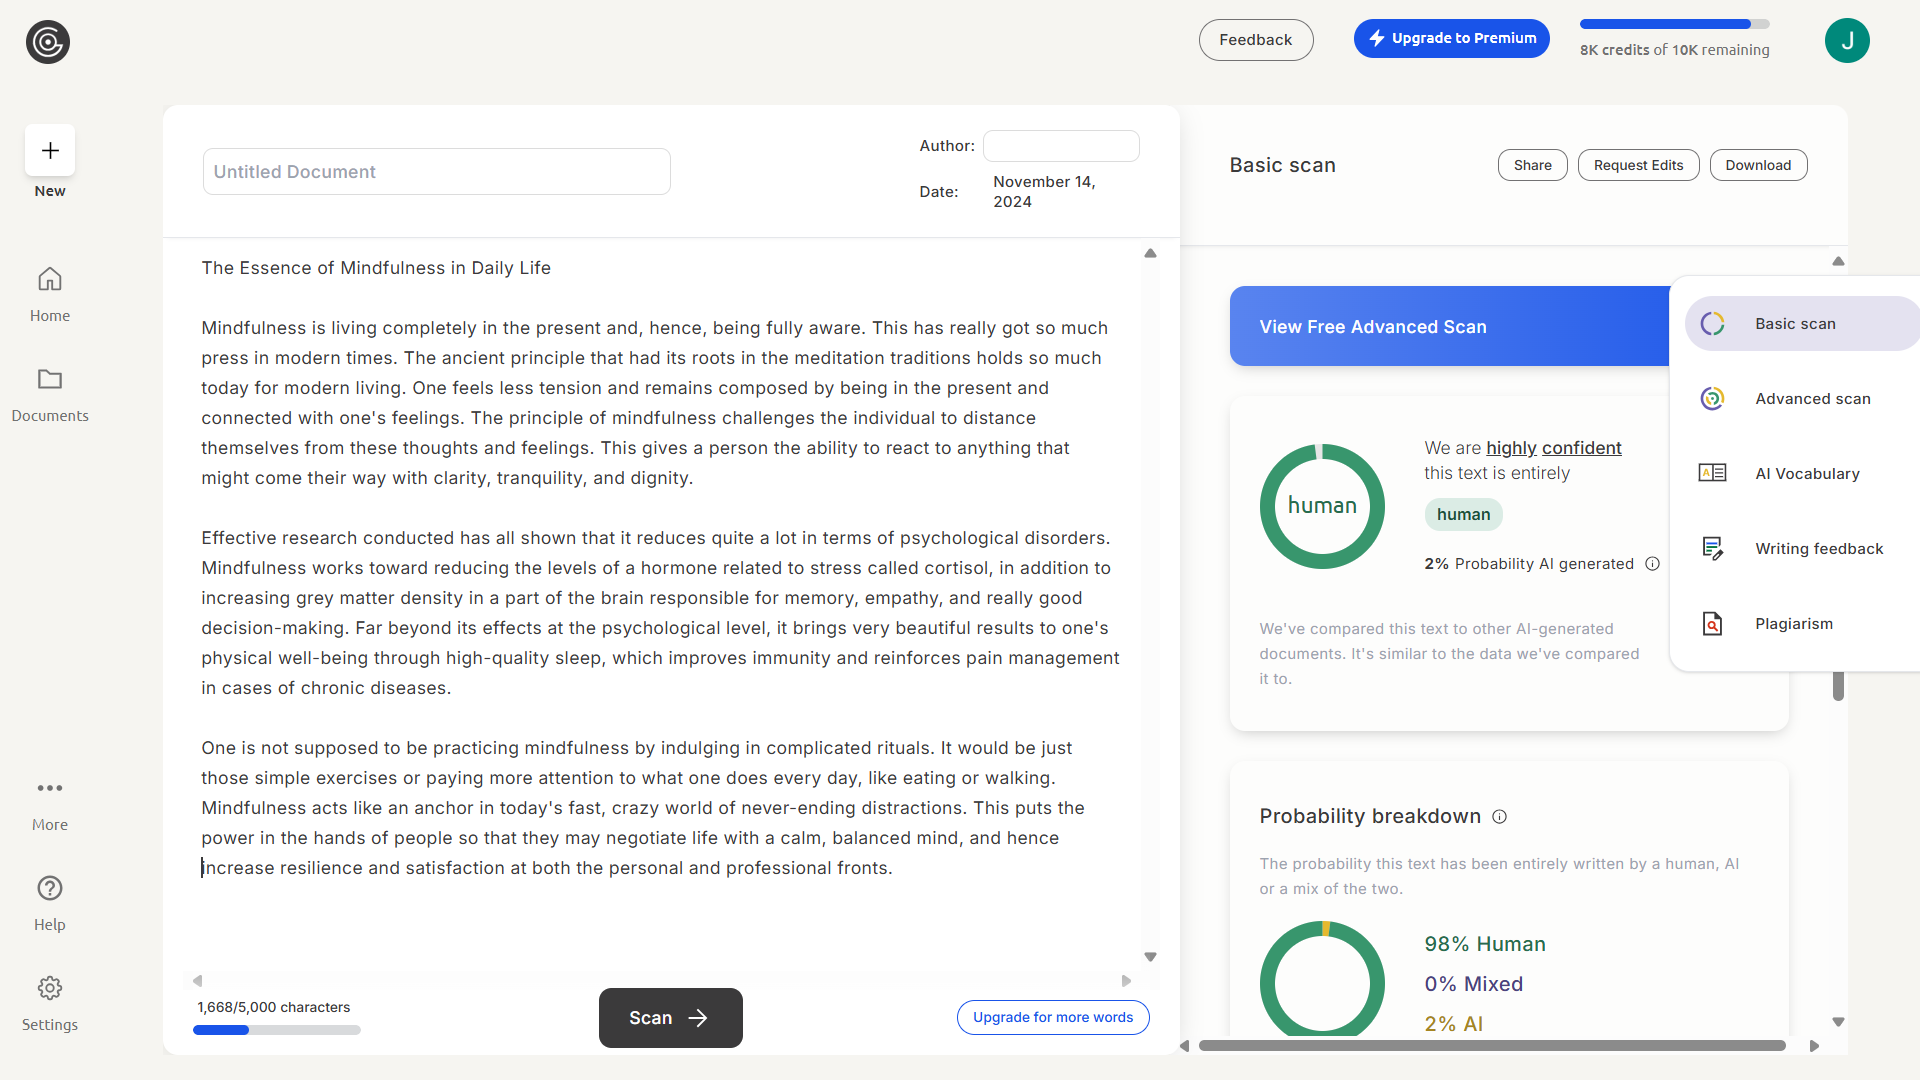 Feedback
Upgrade to Premium
8K credits of 10K remaining
J
New
Home
Documents
More
Help
Settings
Untitled Document
Author:
Date:
November 14,
2024
The Essence of Mindfulness in Daily Life
Mindfulness is living completely in the present and, hence, being fully aware. This has really got so much
press in modern times. The ancient principle that had its roots in the meditation traditions holds so much
today for modern living. One feels less tension and remains composed by being in the present and
connected with one's feelings. The principle of mindfulness challenges the individual to distance
themselves from these thoughts and feelings. This gives a person the ability to react to anything that
might come their way with clarity, tranquility, and dignity.
Effective research conducted has all shown that it reduces quite a lot in terms of psychological disorders.
Mindfulness works toward reducing the levels of a hormone related to stress called cortisol, in addition to
increasing grey matter density in a part of the brain responsible for memory, empathy, and really good
decision-making. Far beyond its effects at the psychological level, it brings very beautiful results to one's
physical well-being through high-quality sleep, which improves immunity and reinforces pain management
in cases of chronic diseases.
One is not supposed to be practicing mindfulness by indulging in complicated rituals. It would be just
those simple exercises or paying more attention to what one does every day, like eating or walking.
Mindfulness acts like an anchor in today's fast, crazy world of never-ending distractions. This puts the
power in the hands of people so that they may negotiate life with a calm, balanced mind, and hence
increase resilience and satisfaction at both the personal and professional fronts.
1,668/5,000 characters
Scan
Upgrade for more words
Basic scan
Share
Request Edits
Download
View Free Advanced Scan
human
We are highly confident
this text is entirely
human
2% Probability AI generated
We've compared this text to other AI-generated
documents. It's similar to the data we've compared
it to.
Probability breakdown
The probability this text has been entirely written by a human, AI
or a mix of the two.
98% Human
0% Mixed
2% AI
Basic scan
Advanced scan
AI Vocabulary
Writing feedback
Plagiarism